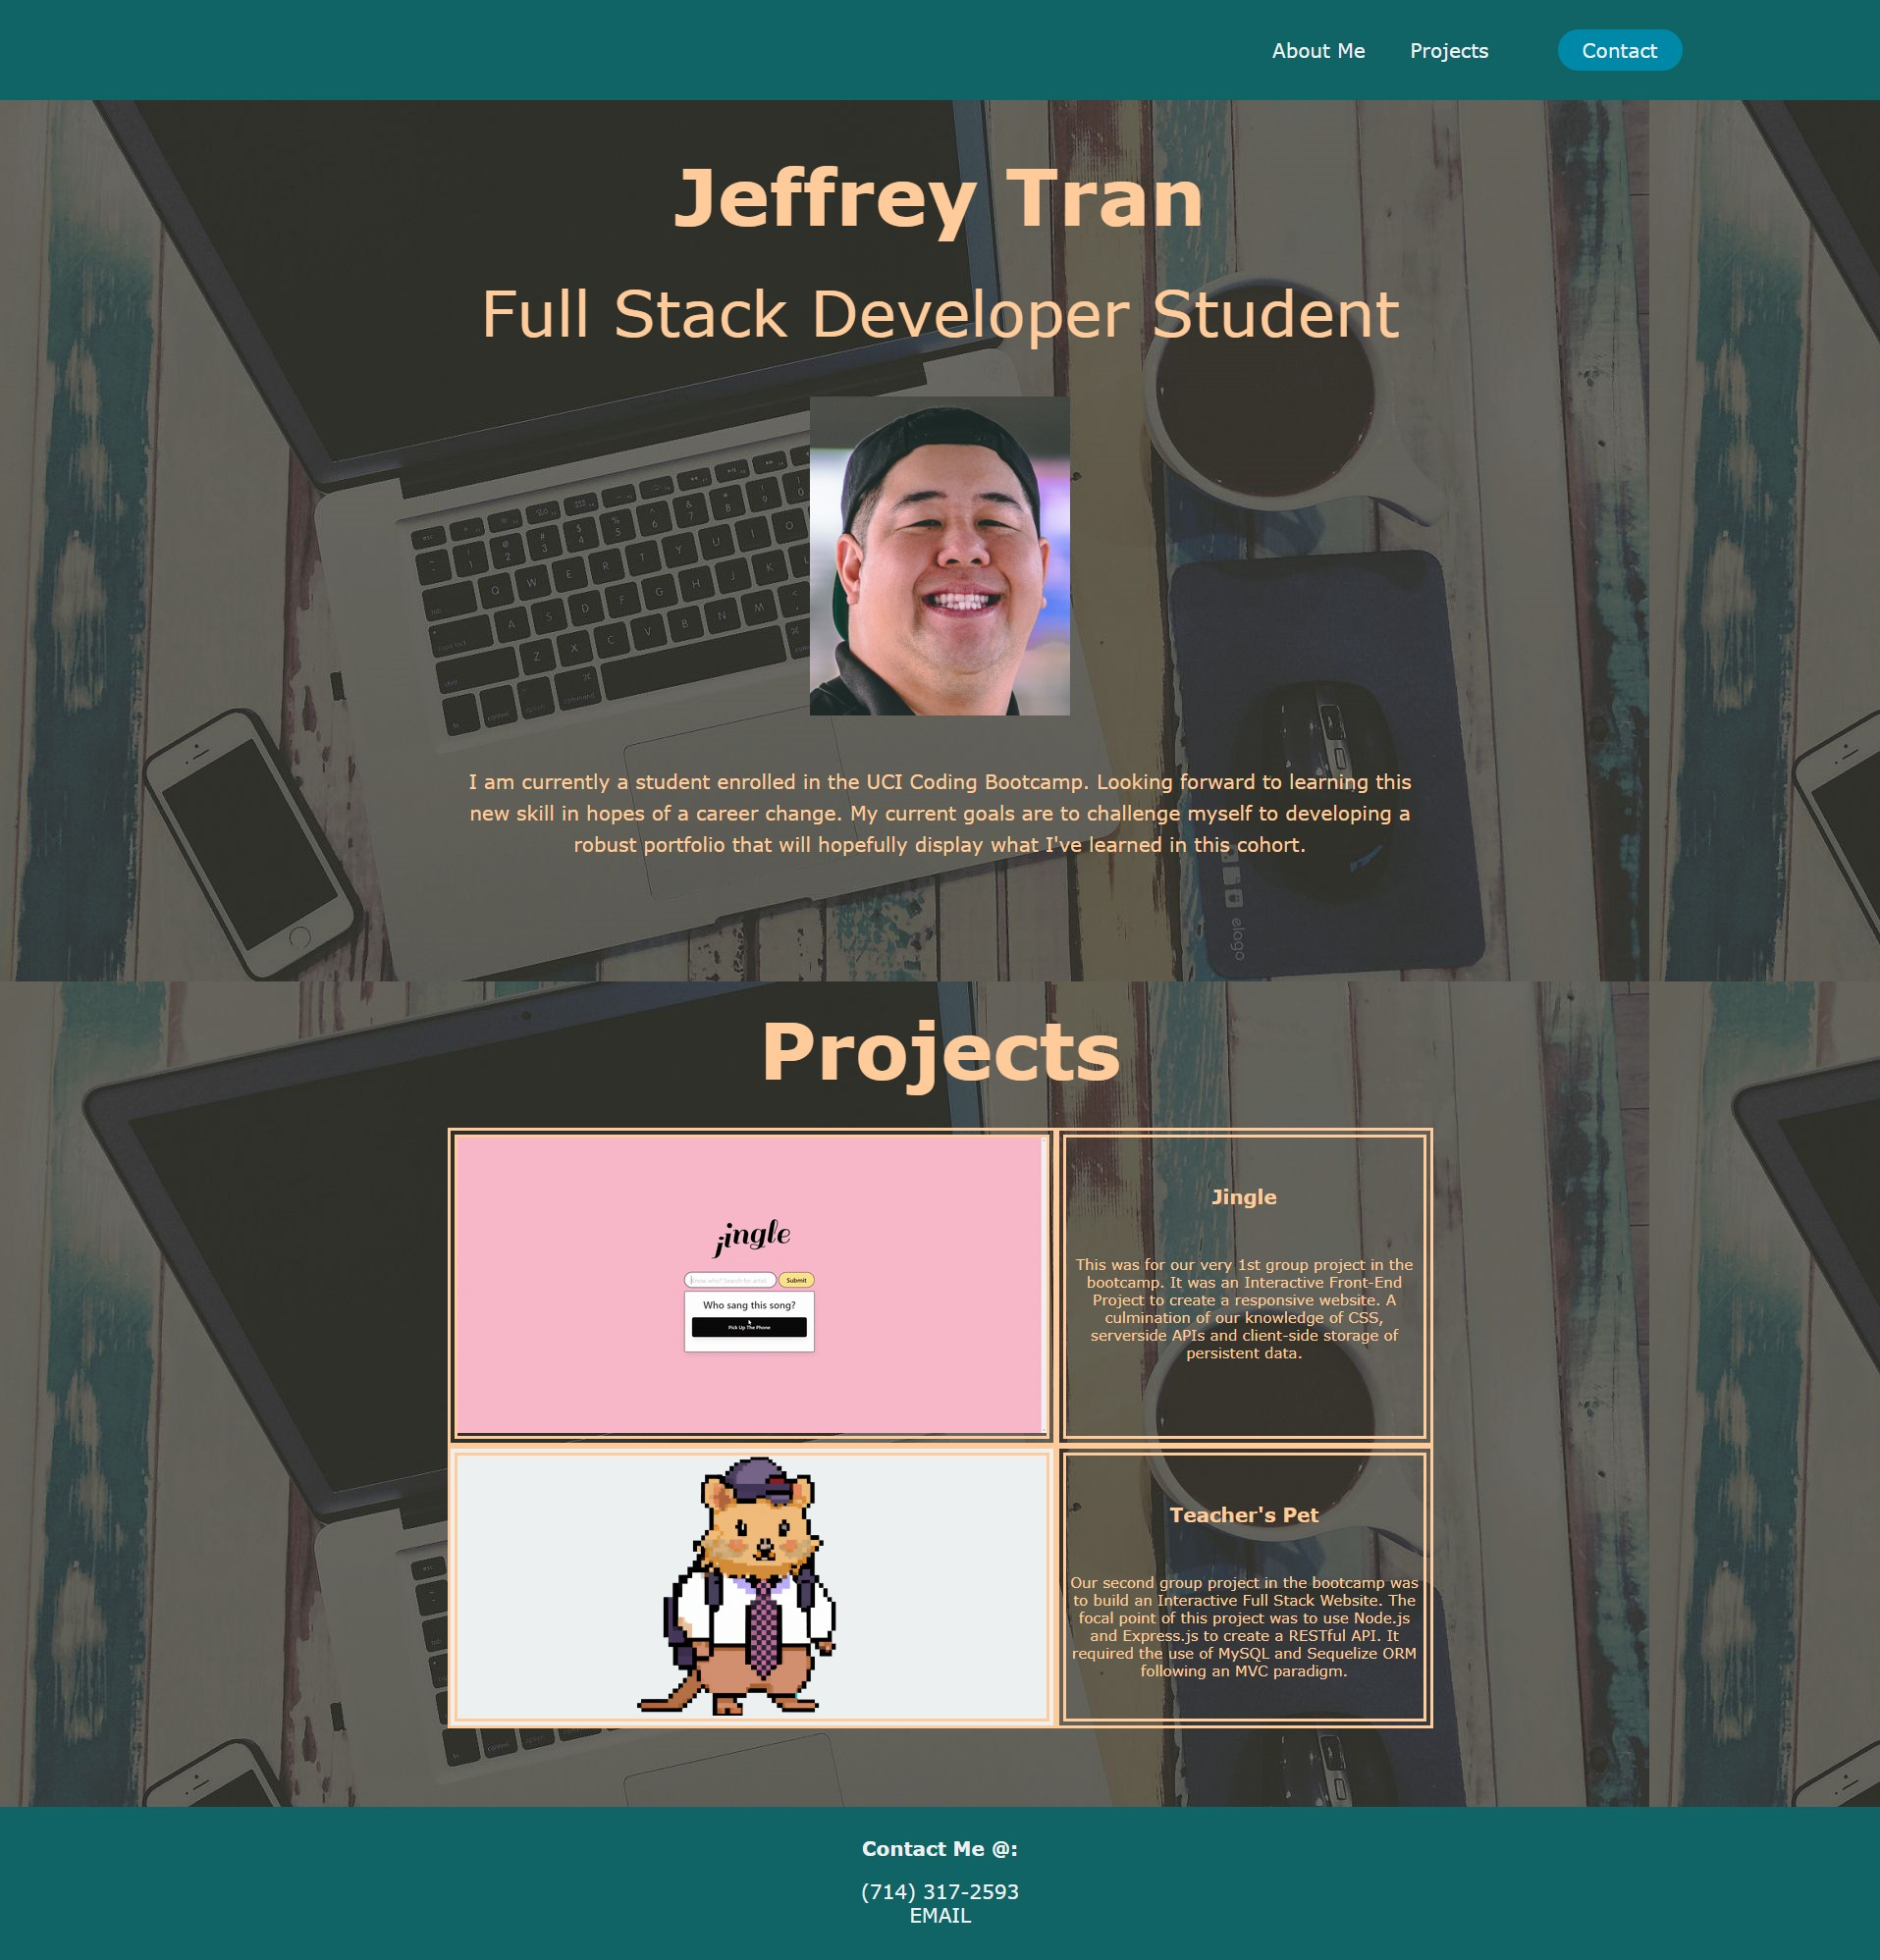 About Me Projects Contact
Jeffrey Tran
Full Stack Developer Student
I am currently a student enrolled in the UCI Coding Bootcamp. Looking forward to learning this
new skill in hopes of a career change. My current goals are to challenge myself to developing a
robust portfolio that will hopefully display what I've learned in this cohort.
elago
Projects
jingle
Know who? Search for artist
Submit
Who sang this song?
Pick Up The Phone
Jingle
This was for our very 1st group project in the
bootcamp. It was an Interactive Front-End
Project to create a responsive website. A
culmination of our knowledge of CSS,
serverside APIs and client-side storage of
persistent data.
Teacher's Pet
Our second group project in the bootcamp was
to build an Interactive Full Stack Website. The
focal point of this project was to use Node.js
and Express.js to create a RESTful API. It
required the use of MySQL and Sequelize ORM
following an MVC paradigm.
Contact Me @:
(714) 317-2593
EMAIL